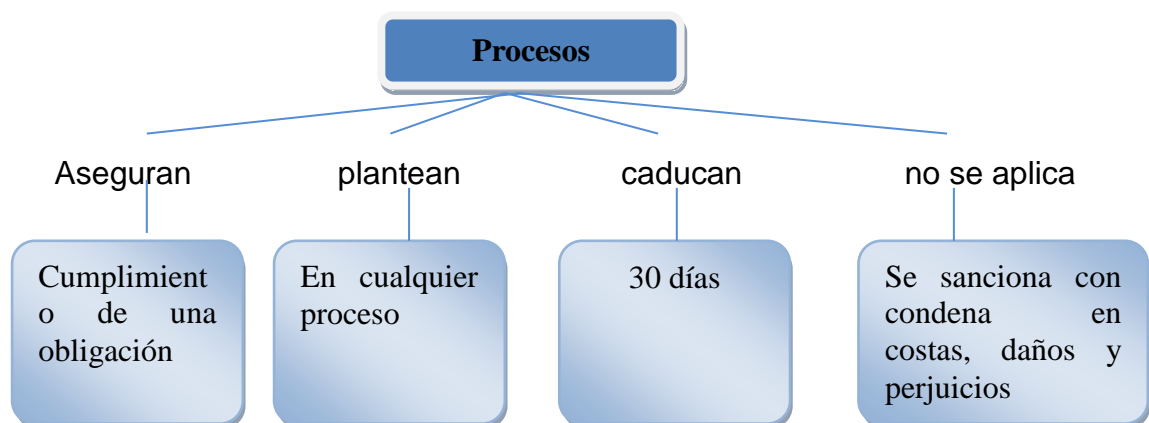 Procesos
Aseguran
plantean
caducan
no se aplica
Cumplimient
o de una
obligación
En cualquier
proceso
30 días
Se sanciona con
condena en
costas, daños y
perjuicios